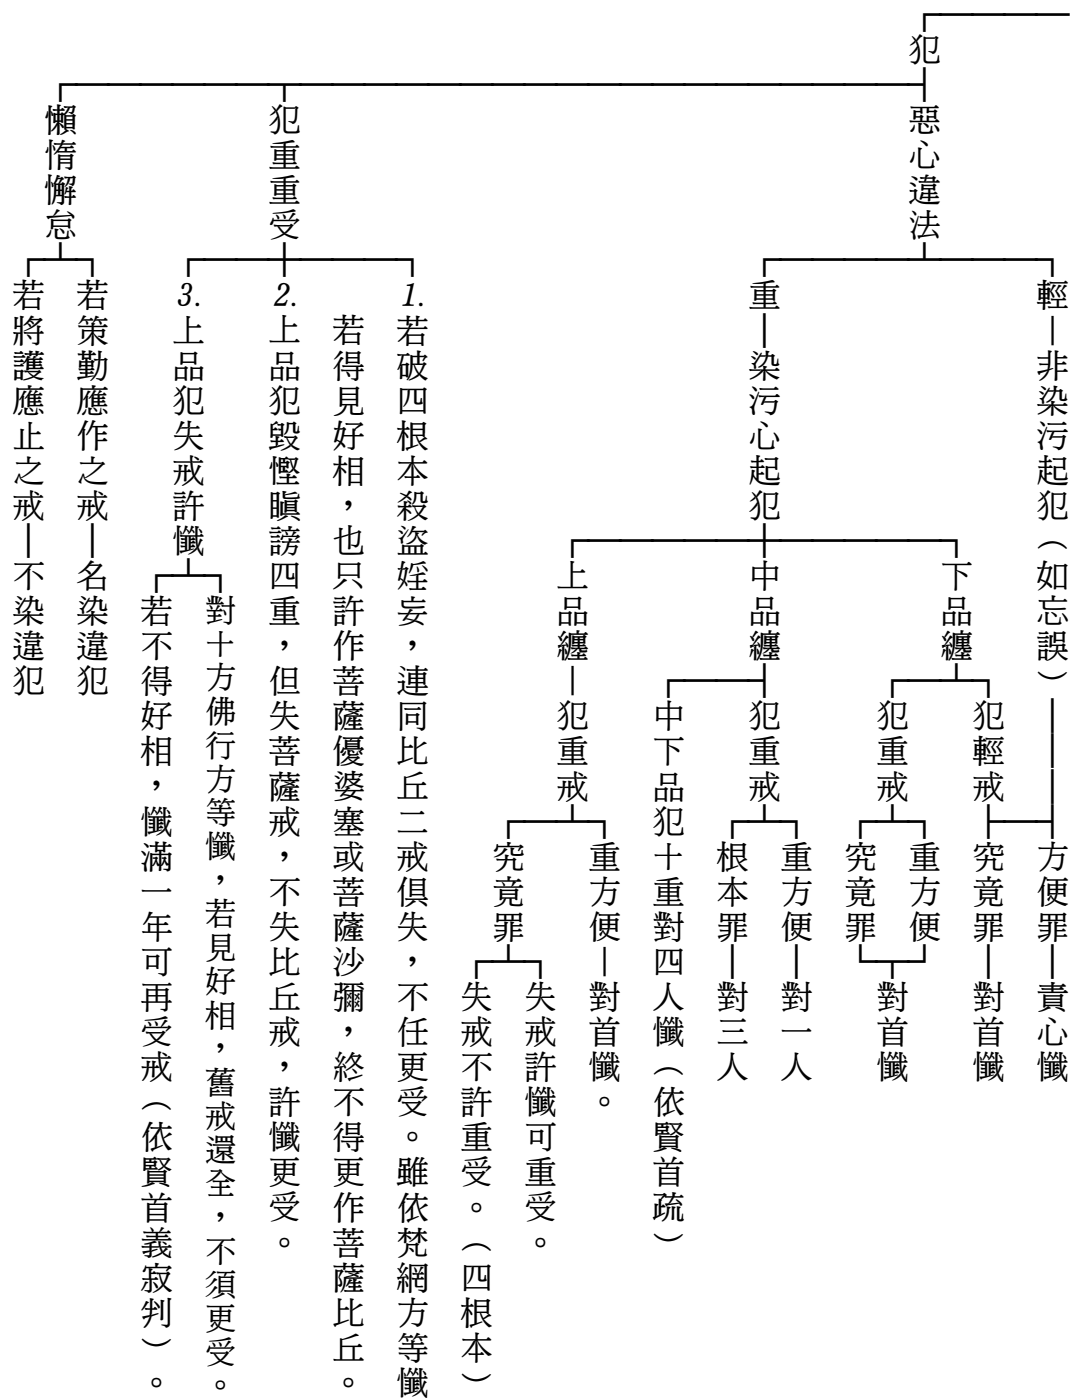 犯
惡心違法
輕
非染污起犯（如忘誤）
方便罪
責心懺
重
染污心起犯
下品纏
犯輕戒
究竟罪
對首懺
犯重戒
重方便
究竟罪
對首懺
中品纏
犯重戒
重方便
對一人
根本罪
對三人
中下品犯十重對四人懺（依賢首疏）
上品纏
犯重戒
重方便
對首懺。
究竟罪
失戒許懺可重受。
失戒不許重受。（四根本）
犯重重受
1.若破四根本殺盜婬妄，連同比丘二戒俱失，不任更受。雖依梵網方等懺
若得見好相，也只許作菩薩優婆塞或菩薩沙彌，終不得更作菩薩比丘。
2.上品犯毀慳瞋謗四重，但失菩薩戒，不失比丘戒，許懺更受。
3.上品犯失戒許懺
對十方佛行方等懺，若見好相，舊戒還全，不須更受。
若不得好相，懺滿一年可再受戒（依賢首義寂判）。
懶惰懈怠
若策勤應作之戒
名染違犯
若將護應止之戒
不染違犯